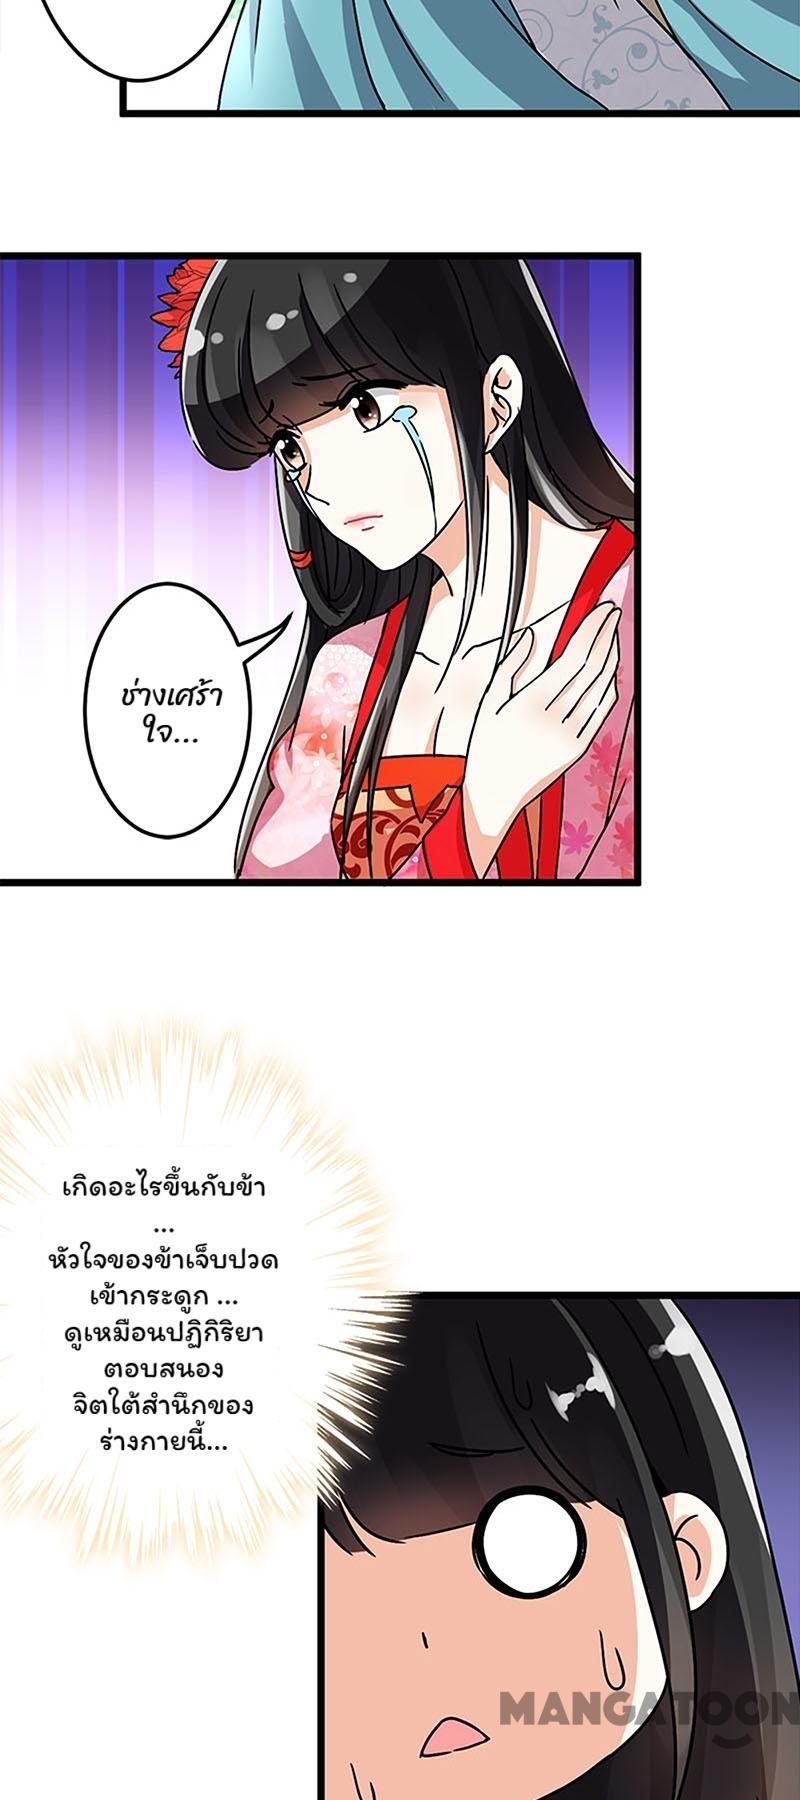 ช่างเศร้า
ใจ...
เกิดอะไรขึ้นกับข้า
...
หัวใจของข้าเจ็บปวด
เข้ากระดูก ...
ดูเหมือนปฏิกิริยา
ตอบสนอง
จิตใต้สำนึกของ
ร่างกายนี้...
MANGATOON